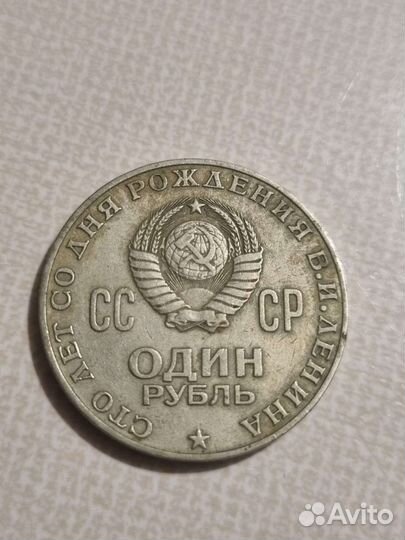 СТО ЛЕТ СО ДНЯ РОЖДЕНИЯ В.И.ЛЕНИНА
СС СР
ОДИН
РУБЛЬ
Avito